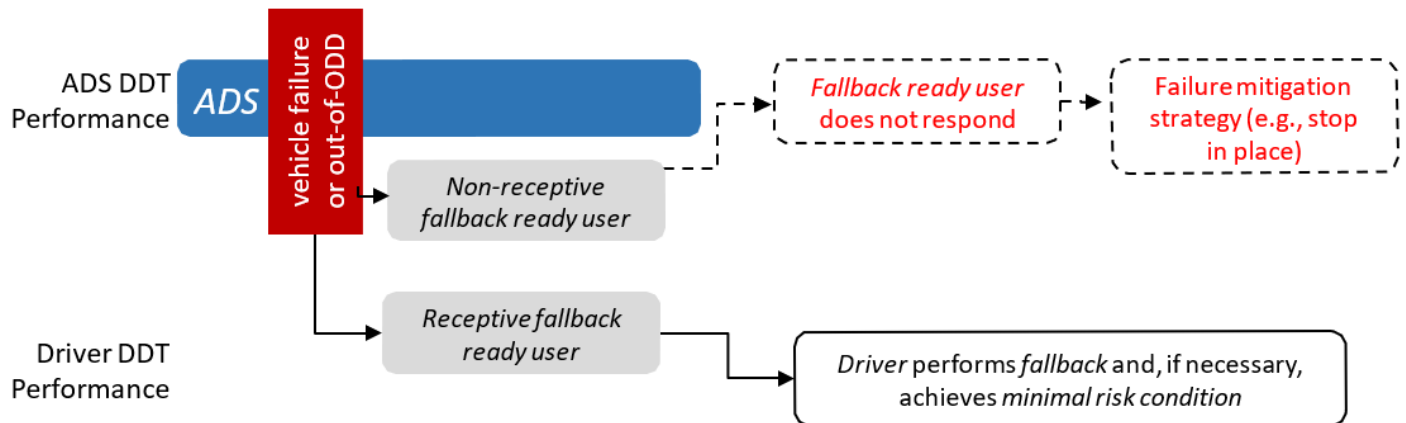 ADS DDT
Performance
ADS
vehicle failure
or out-of-ODD
Fallback ready user
does not respond
Failure mitigation
strategy (e.g., stop
in place)
Non-receptive
fallback ready user
Receptive fallback
ready user
Driver DDT
Performance
Driver performs fallback and, if necessary,
achieves minimal risk condition